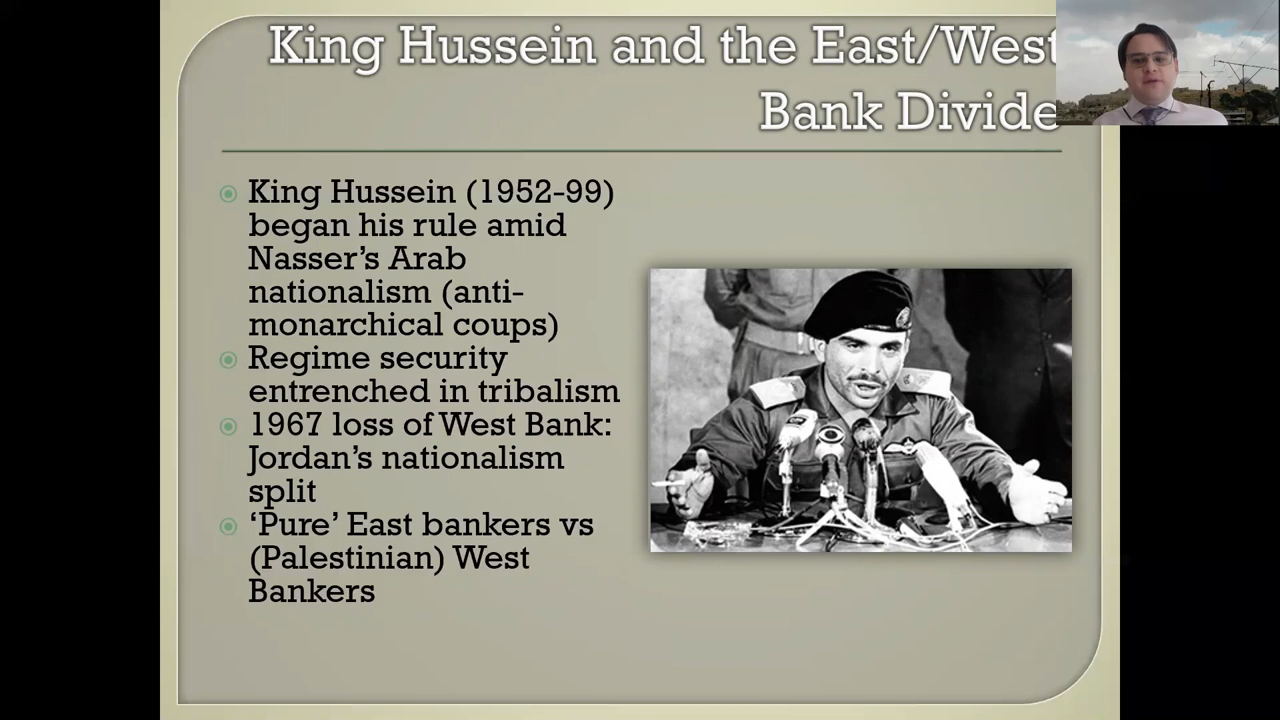 King Hussein and the East/West
Bank Divide
King Hussein (1952-99)
began his rule amid
Nasser’s Arab
nationalism (anti-
monarchical coups)
Regime security
entrenched in tribalism
1967 loss of West Bank:
Jordan’s nationalism
split
‘Pure’ East bankers vs
(Palestinian) West
Bankers